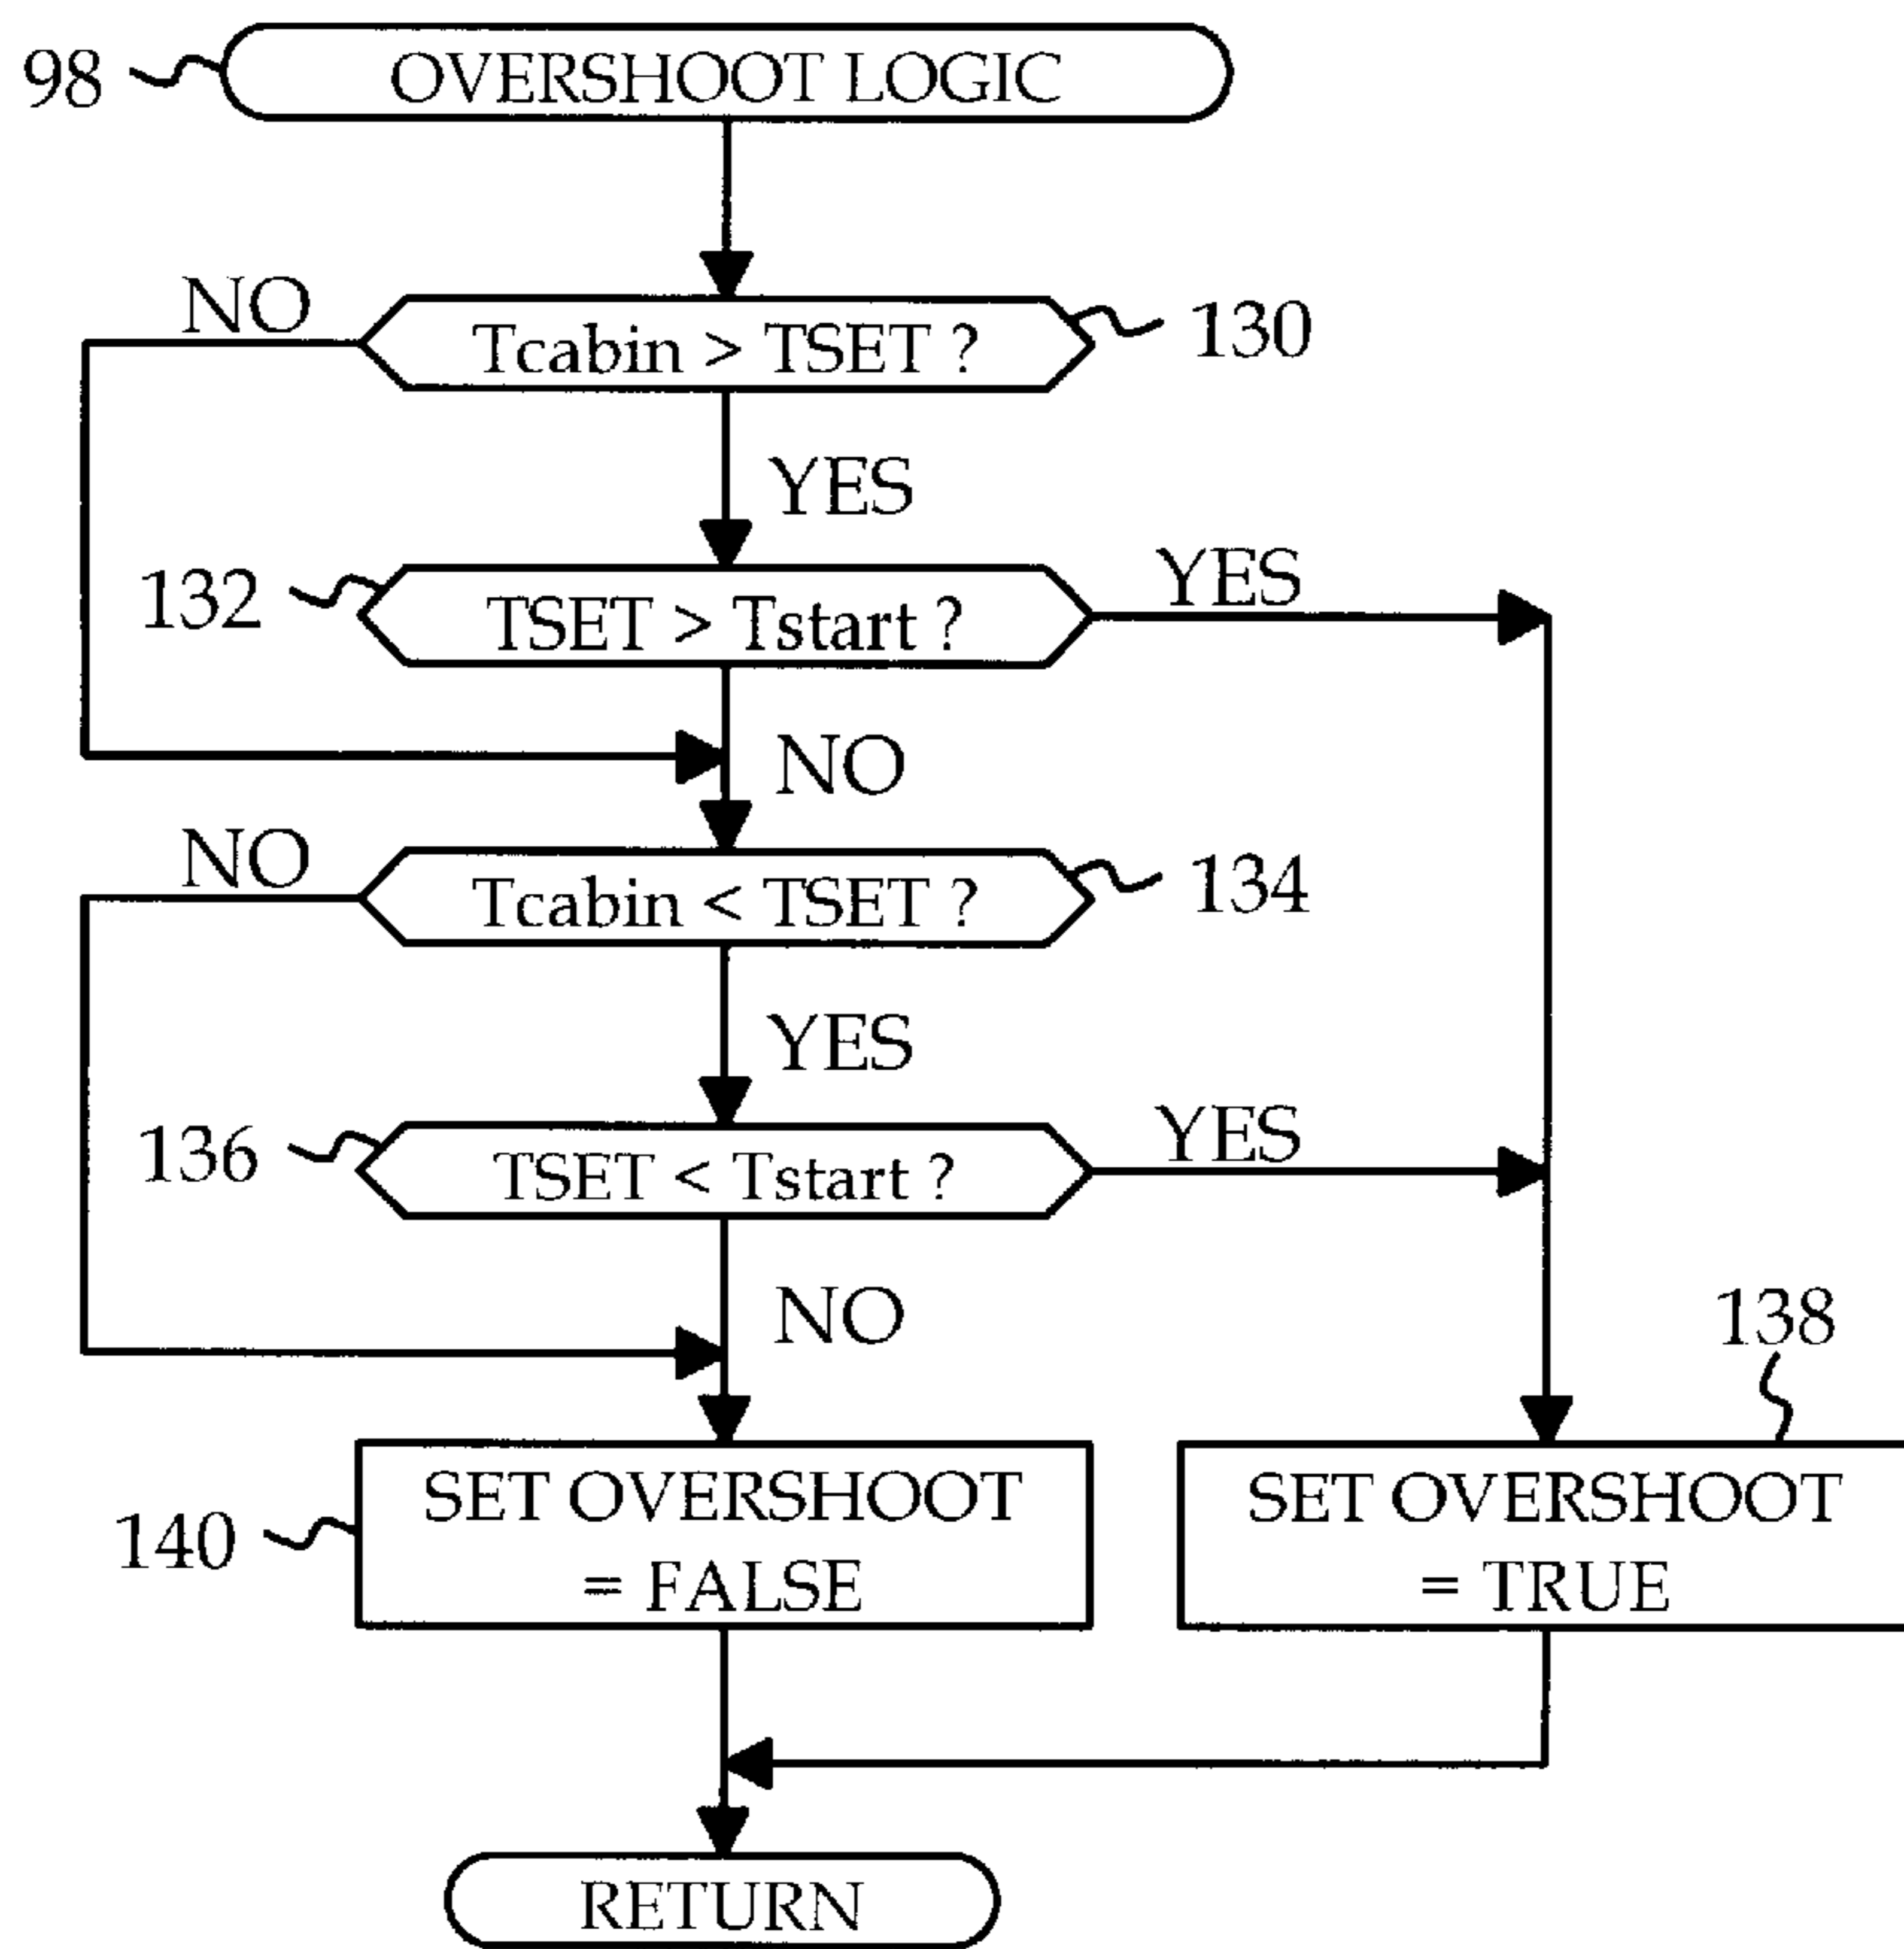 98
OVERSHOOT LOGIC
NO
Tcabin > TSET ?
130
YES
132
TSET > Tstart ?
YES
NO
NO
Tcabin < TSET ?
134
YES
136
TSET < Tstart ?
YES
NO
138
140
SET OVERSHOOT
= FALSE
SET OVERSHOOT
= TRUE
RETURN